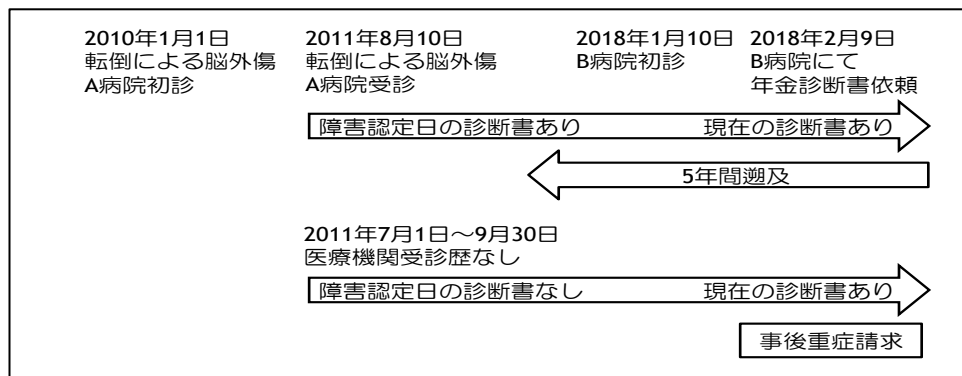 2010年1月1日
転倒による脳外傷
A病院初診
2011年8月10日
転倒による脳外傷
A病院受診
2018年1月10日
B病院初診
2018年2月9日
B病院にて
年金診断書依頼
障害認定日の診断書あり
現在の診断書あり
5年間遡及
2011年7月1日～9月30日
医療機関受診歴なし
障害認定日の診断書なし
現在の診断書あり
事後重症請求